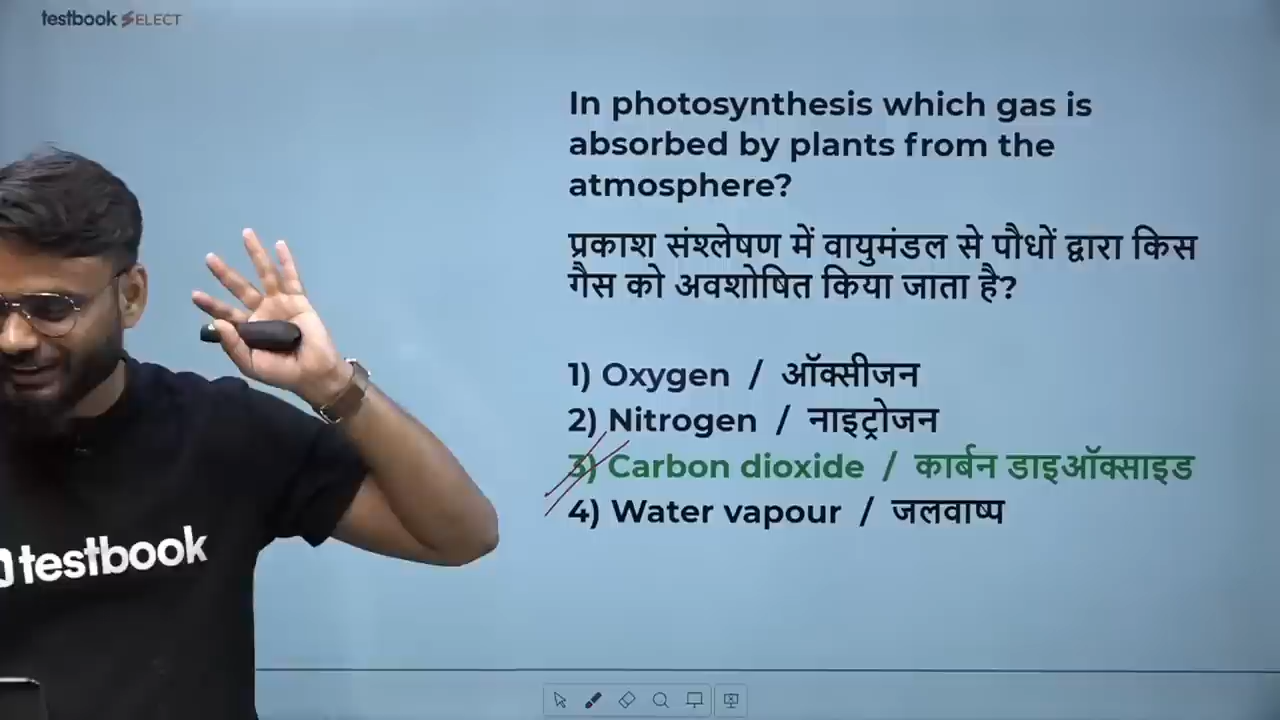 testbook SELECT
In photosynthesis which gas is
absorbed by plants from the
atmosphere?
प्रकाश संश्लेषण में वायुमंडल से पौधों द्वारा किस
गैस को अवशोषित किया जाता है?
1) Oxygen / ऑक्सीजन
2) Nitrogen / नाइट्रोजन
3) Carbon dioxide / कार्बन डाइऑक्साइड
4) Water vapour / जलवाष्प
testbook